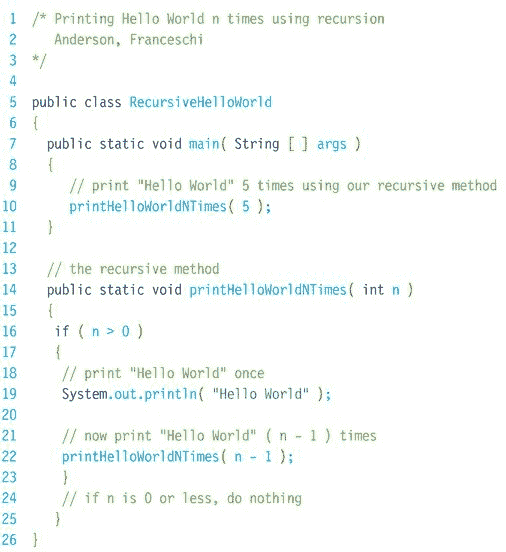 1 /* Printing Hello World n times using recursion
2 Anderson, Franceschi
3 */
4
5 public class RecursiveHelloWorld
6 {
7 public static void main( String [ ] args )
8 {
9 // print "Hello World" 5 times using our recursive method
10 printHelloWorldNTimes( 5 );
11 }
12
13 // the recursive method
14 public static void printHelloWorldNTimes( int n )
15 {
16 if ( n > 0 )
17 {
18 // print "Hello World" once
19 System.out.println( "Hello World" );
20
21 // now print "Hello World" ( n - 1 ) times
22 printHelloWorldNTimes( n - 1 );
23 }
24 // if n is 0 or less, do nothing
25 }
26 }